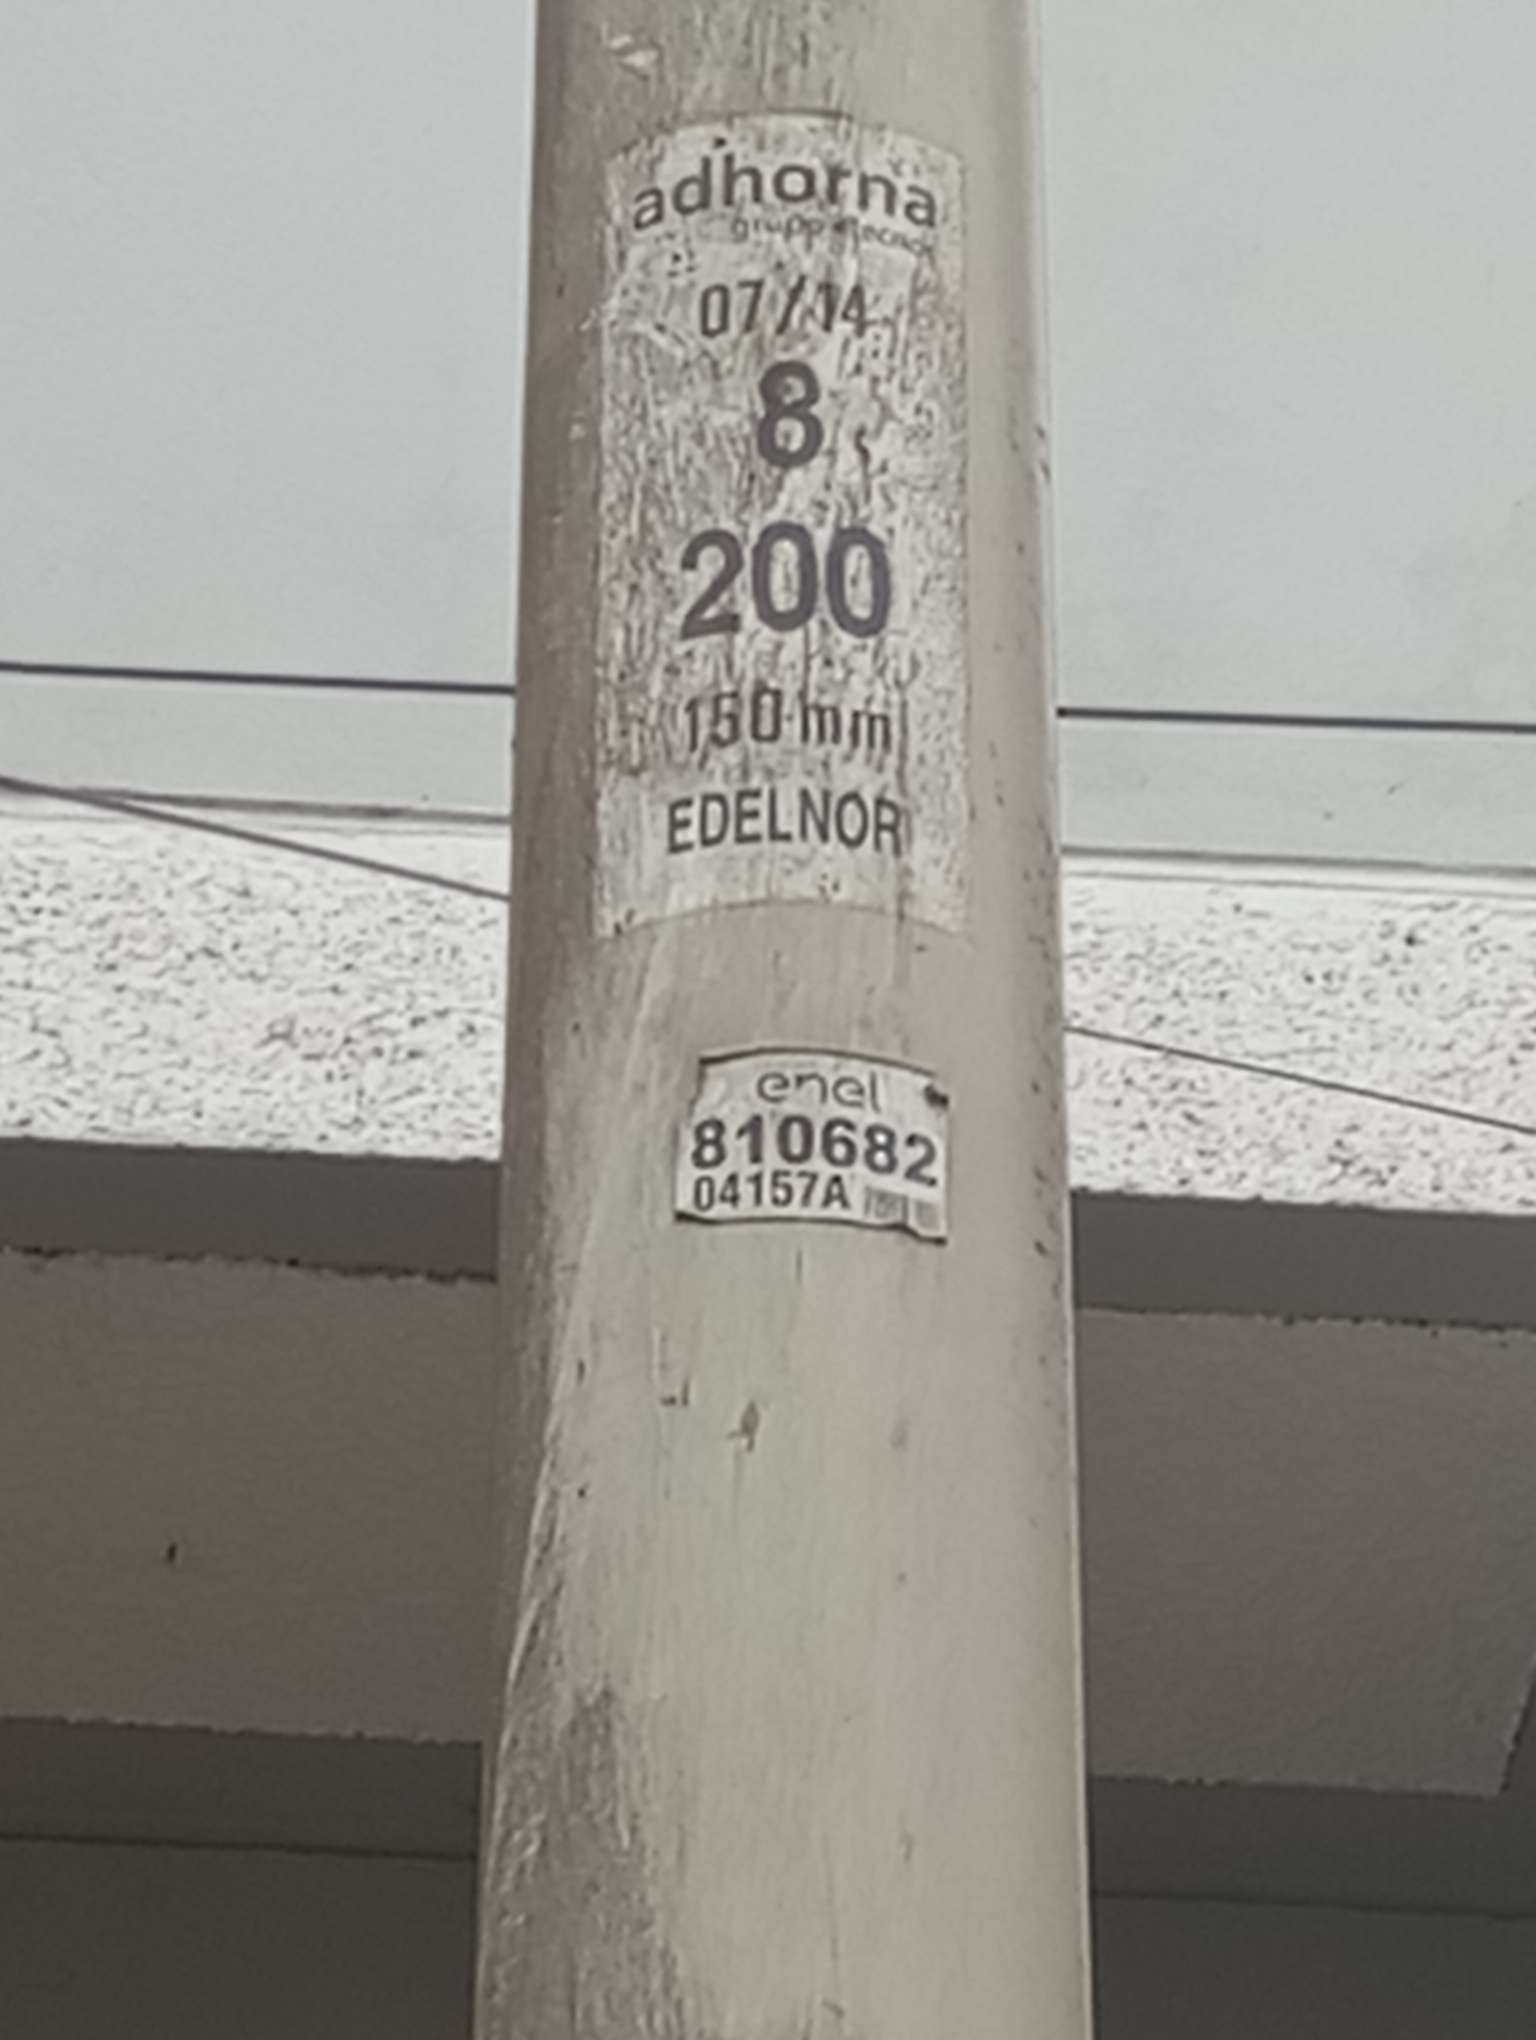 adhorna
07/14
8
200
150 mm
EDELNOR
enel
810682
04157A